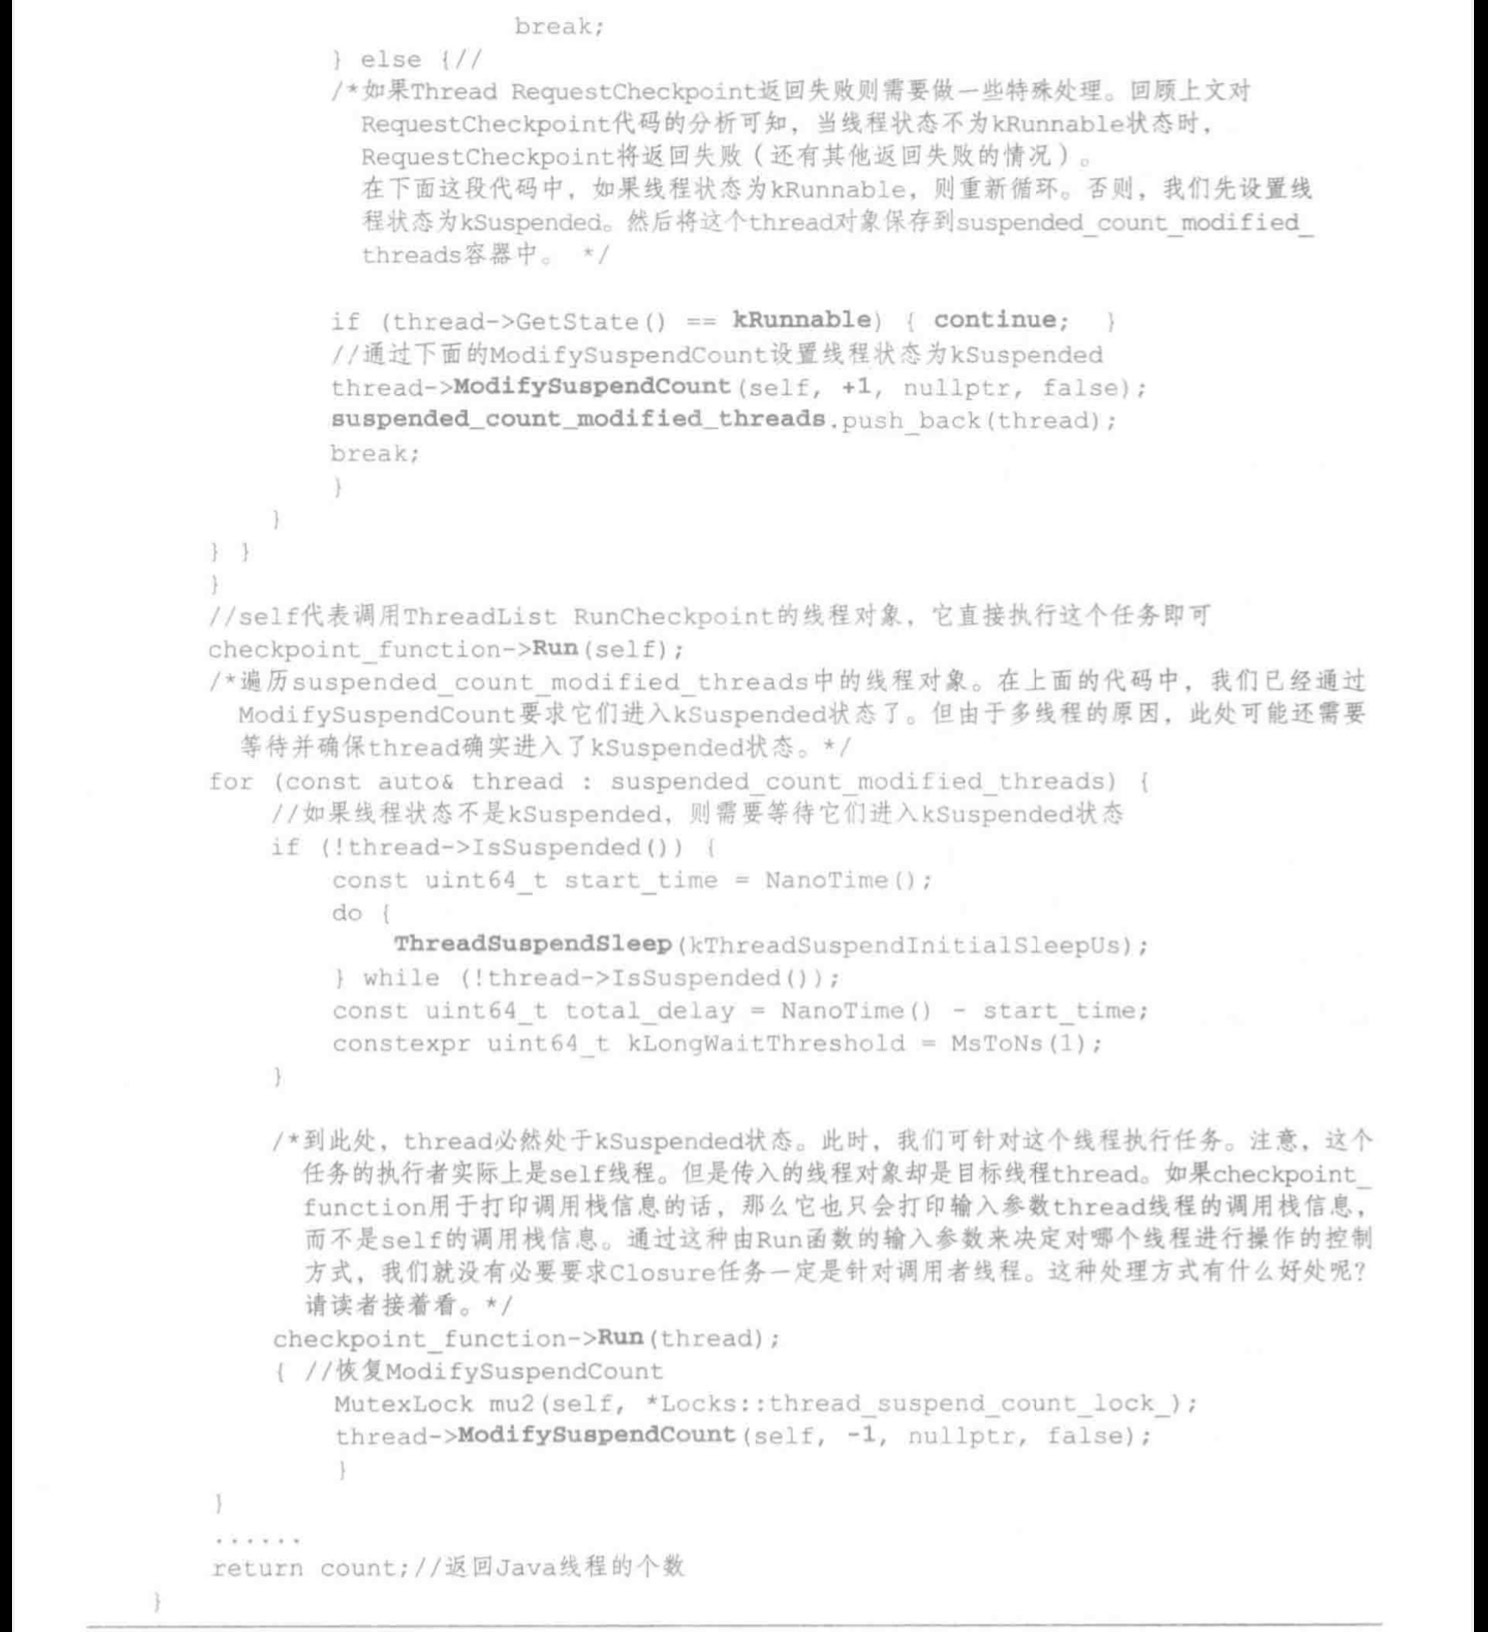 break;
} else {//
/*如果Thread RequestCheckpoint返回失败则需要做一些特殊处理。回顾上文对
RequestCheckpoint代码的分析可知，当线程状态不为kRunnable状态时，
RequestCheckpoint将返回失败（还有其他返回失败的情况）。
在下面这段代码中，如果线程状态为kRunnable，则重新循环。否则，我们先设置线
程状态为kSuspended。然后将这个thread对象保存到suspended_count_modified_
threads容器中。 */
if (thread->GetState() == kRunnable) { continue; }
//通过下面的ModifySuspendCount设置线程状态为kSuspended
thread->ModifySuspendCount(self, +1, nullptr, false);
suspended_count_modified_threads.push_back(thread);
break;
}
}
} }
}
//self代表调用ThreadList RunCheckpoint的线程对象，它直接执行这个任务即可
checkpoint_function->Run(self);
/*遍历suspended_count_modified_threads中的线程对象。在上面的代码中，我们已经通过
ModifySuspendCount要求它们进入kSuspended状态了。但由于多线程的原因，此处可能还需要
等待并确保thread确实进入了kSuspended状态。*/
for (const auto& thread : suspended_count_modified_threads) {
//如果线程状态不是kSuspended，则需要等待它们进入kSuspended状态
if (!thread->IsSuspended()) {
const uint64_t start_time = NanoTime();
do {
ThreadSuspendSleep(kThreadSuspendInitialSleepUs);
} while (!thread->IsSuspended());
const uint64_t total_delay = NanoTime() - start_time;
constexpr uint64_t kLongWaitThreshold = MsToNs(1);
}
/*到此处，thread必然处于kSuspended状态。此时，我们可针对这个线程执行任务。注意，这个
任务的执行者实际上是self线程。但是传入的线程对象却是目标线程thread。如果checkpoint_
function用于打印调用栈信息的话，那么它也只会打印输入参数thread线程的调用栈信息，
而不是self的调用栈信息。通过这种由Run函数的输入参数来决定对哪个线程进行操作的控制
方式，我们就没有必要要求Closure任务一定是针对调用者线程。这种处理方式有什么好处呢？
请读者接着看。*/
checkpoint_function->Run(thread);
{ //恢复ModifySuspendCount
MutexLock mu2(self, *Locks::thread_suspend_count_lock_);
thread->ModifySuspendCount(self, -1, nullptr, false);
}
}
......
return count;//返回Java线程的个数
}